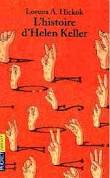 Lorena A. Hickok
L'histoire
d'Helen Keller